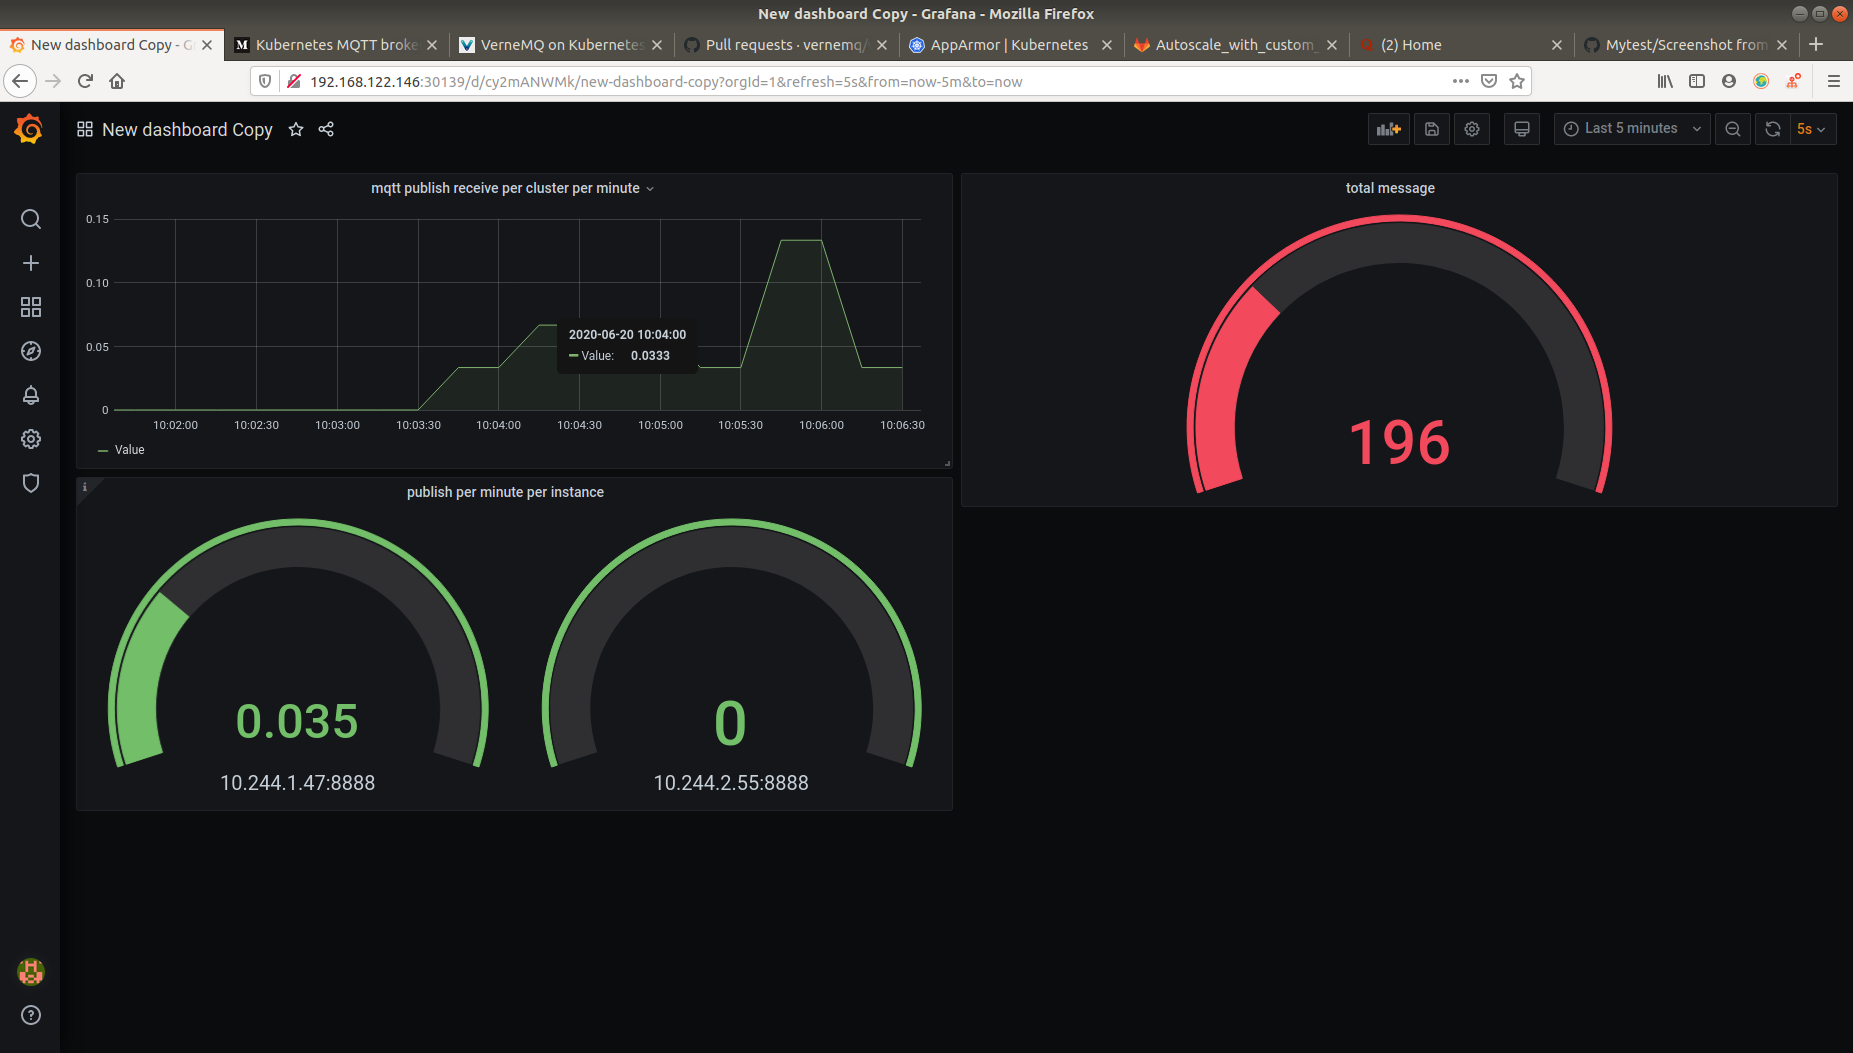 New dashboard Copy - Grafana - Mozilla Firefox
New dashboard Copy - G
Kubernetes MQTT broke
VerneMQ on Kubernetes
Pull requests · vernemq/
AppArmor | Kubernetes
Autoscale_with_custom_
(2) Home
Mytest/Screenshot from
192.168.122.146:30139/d/cy2mANWMk/new-dashboard-copy?orgId=1&refresh=5s&from=now-5m&to=now
New dashboard Copy
Last 5 minutes
5s
mqtt publish receive per cluster per minute
0.15
0.10
0.05
0
2020-06-20 10:04:00
Value: 0.0333
10:02:00 10:02:30 10:03:00 10:03:30 10:04:00 10:04:30 10:05:00 10:05:30 10:06:00 10:06:30
Value
total message
196
i
publish per minute per instance
0.035
10.244.1.47:8888
0
10.244.2.55:8888